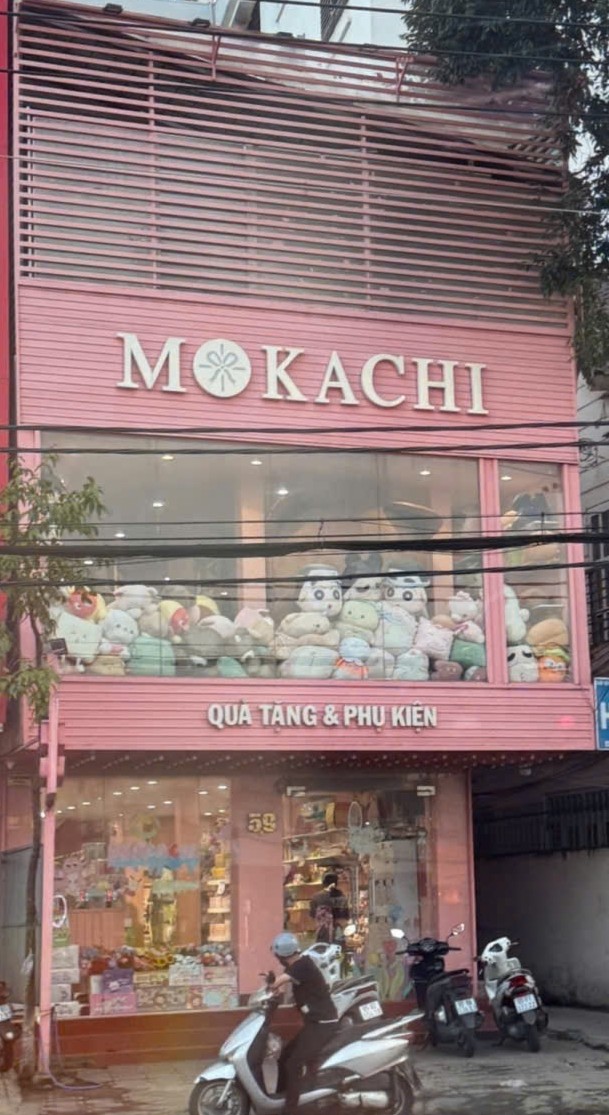 MOKACHI
QUÀ TẶNG & PHỤ KIỆN
59